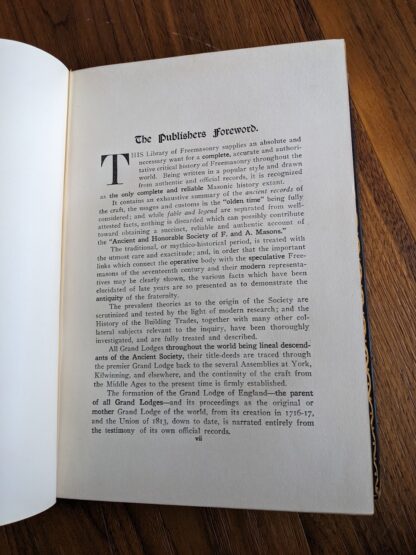 The Publishers Foreword.
THIS Library of Freemasonry supplies an absolute and
necessary want for a complete, accurate and authori-
tative critical history of Freemasonry throughout the
world. Being written in a popular style and drawn
from authentic and official records, it is recognized
as the only complete and reliable Masonic history extant.
It contains an exhaustive summary of the ancient records of
the craft, the usages and customs in the "olden time" being fully
considered; and while fable and legend are separated from well-
attested facts, nothing is discarded which can possibly contribute
toward obtaining a succinct, reliable and authentic account of
the "Ancient and Honorable Society of F. and A. Masons."
The traditional, or mythico-historical period, is treated with
the utmost care and exactitude; and, in order that the important
links which connect the operative body with the speculative Free-
masons of the seventeenth century and their modern representa-
tives may be clearly shown, the various facts which have been
elucidated of late years are so presented as to demonstrate the
antiquity of the fraternity.
The prevalent theories as to the origin of the Society are
scrutinized and tested by the light of modern research; and the
History of the Building Trades, together with many other col-
lateral subjects relevant to the inquiry, have been thoroughly
investigated, and are fully treated and described.
All Grand Lodges throughout the world being lineal descend-
ants of the Ancient Society, their title-deeds are traced through
the premier Grand Lodge back to the several Assemblies at York,
Kilwinning, and elsewhere, and the continuity of the craft from
the Middle Ages to the present time is firmly established.
The formation of the Grand Lodge of England—the parent
of all Grand Lodges—and its proceedings as the original or
mother Grand Lodge of the world, from its creation in 1716-17,
and the Union of 1813, down to date, is narrated entirely from
the testimony of its own official records.
vii